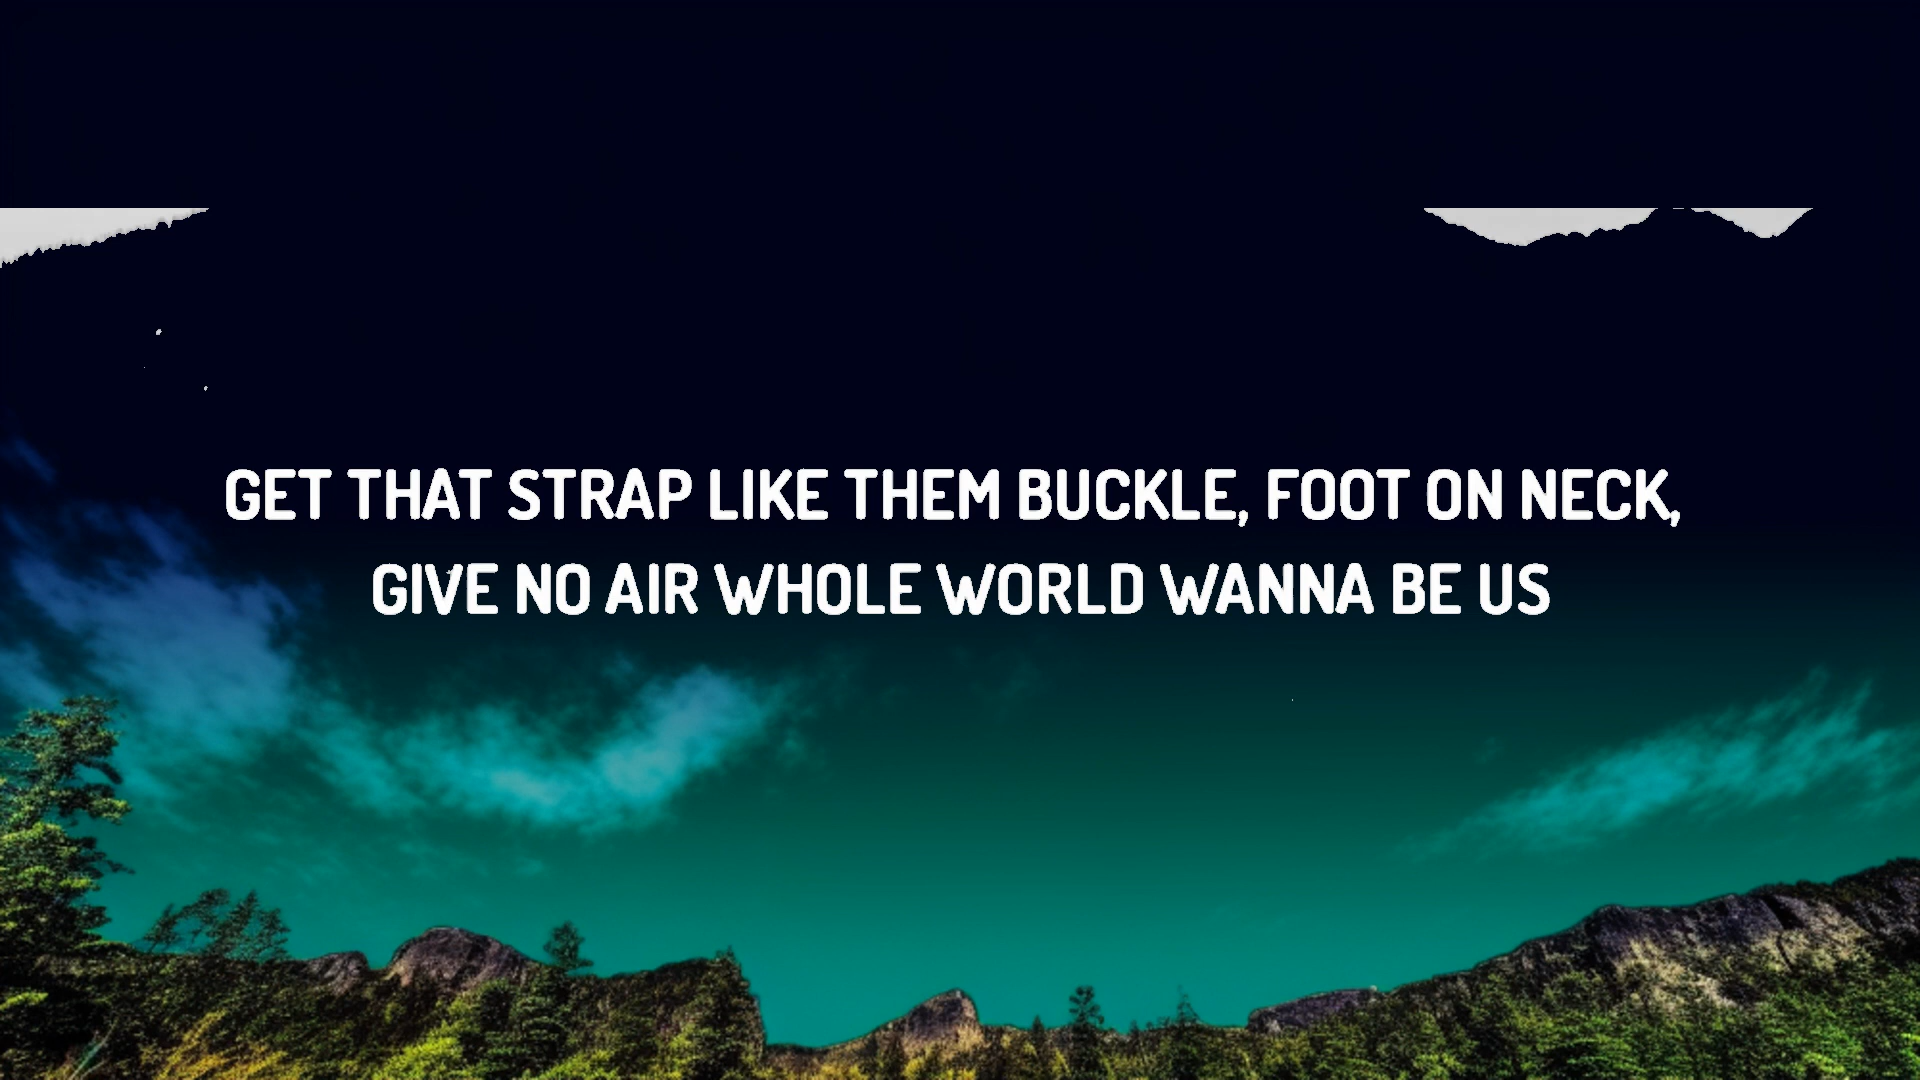 GET THAT STRAP LIKE THEM BUCKLE, FOOT ON NECK,
GIVE NO AIR WHOLE WORLD WANNA BE US